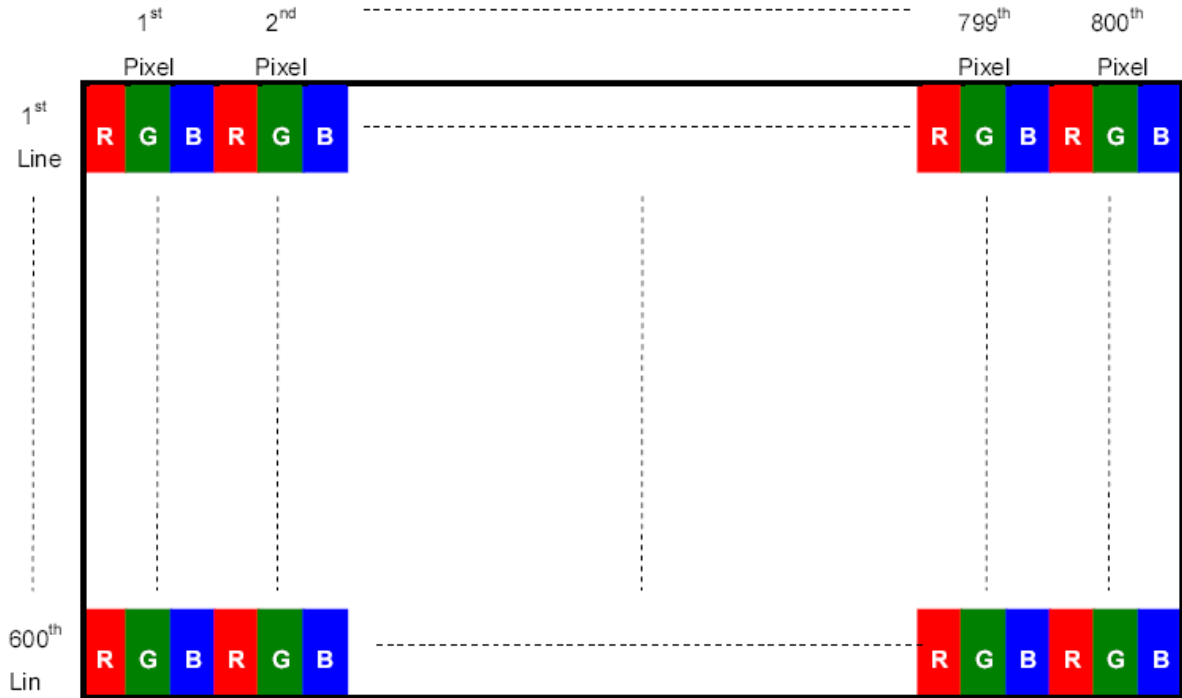 1st 2nd 799th 800th
Pixel Pixel Pixel Pixel
1st
Line
R G B R G B R G B R G B
600th
Lin
R G B R G B R G B R G B